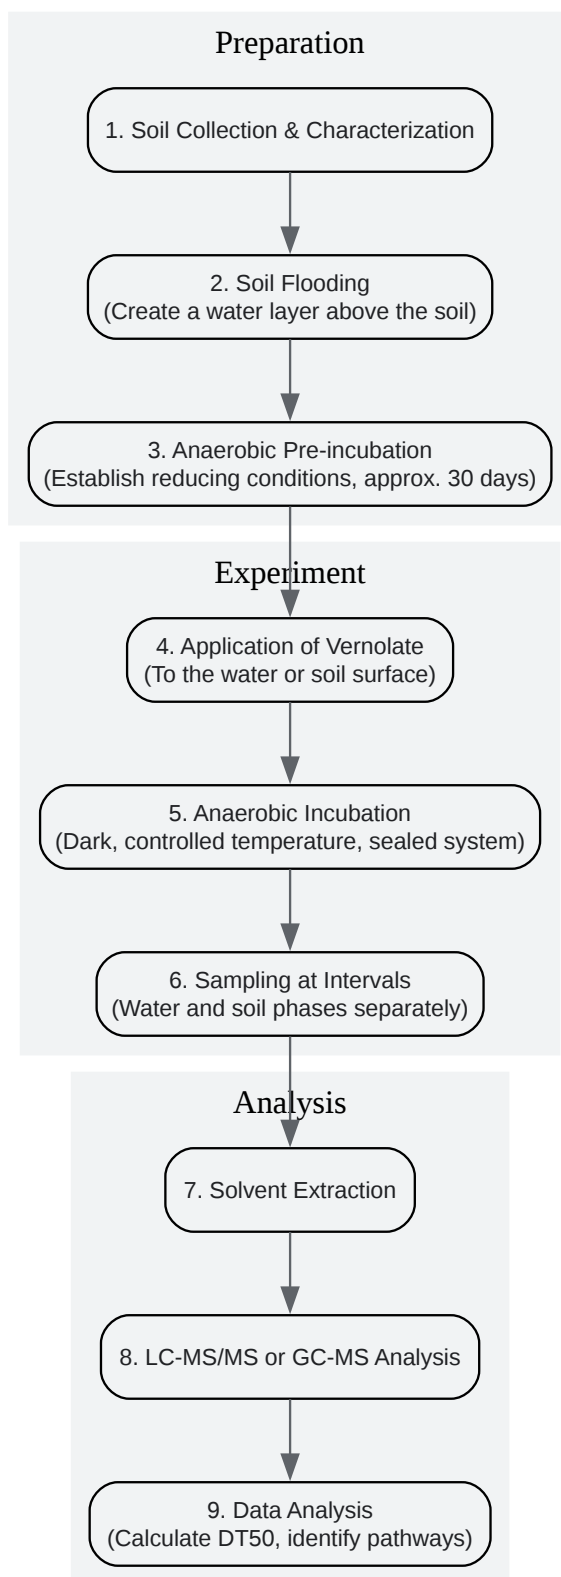 Preparation
1. Soil Collection & Characterization
2. Soil Flooding
(Create a water layer above the soil)
3. Anaerobic Pre-incubation
(Establish reducing conditions, approx. 30 days)
Experiment
4. Application of Vernolate
(To the water or soil surface)
5. Anaerobic Incubation
(Dark, controlled temperature, sealed system)
6. Sampling at Intervals
(Water and soil phases separately)
Analysis
7. Solvent Extraction
8. LC-MS/MS or GC-MS Analysis
9. Data Analysis
(Calculate DT50, identify pathways)